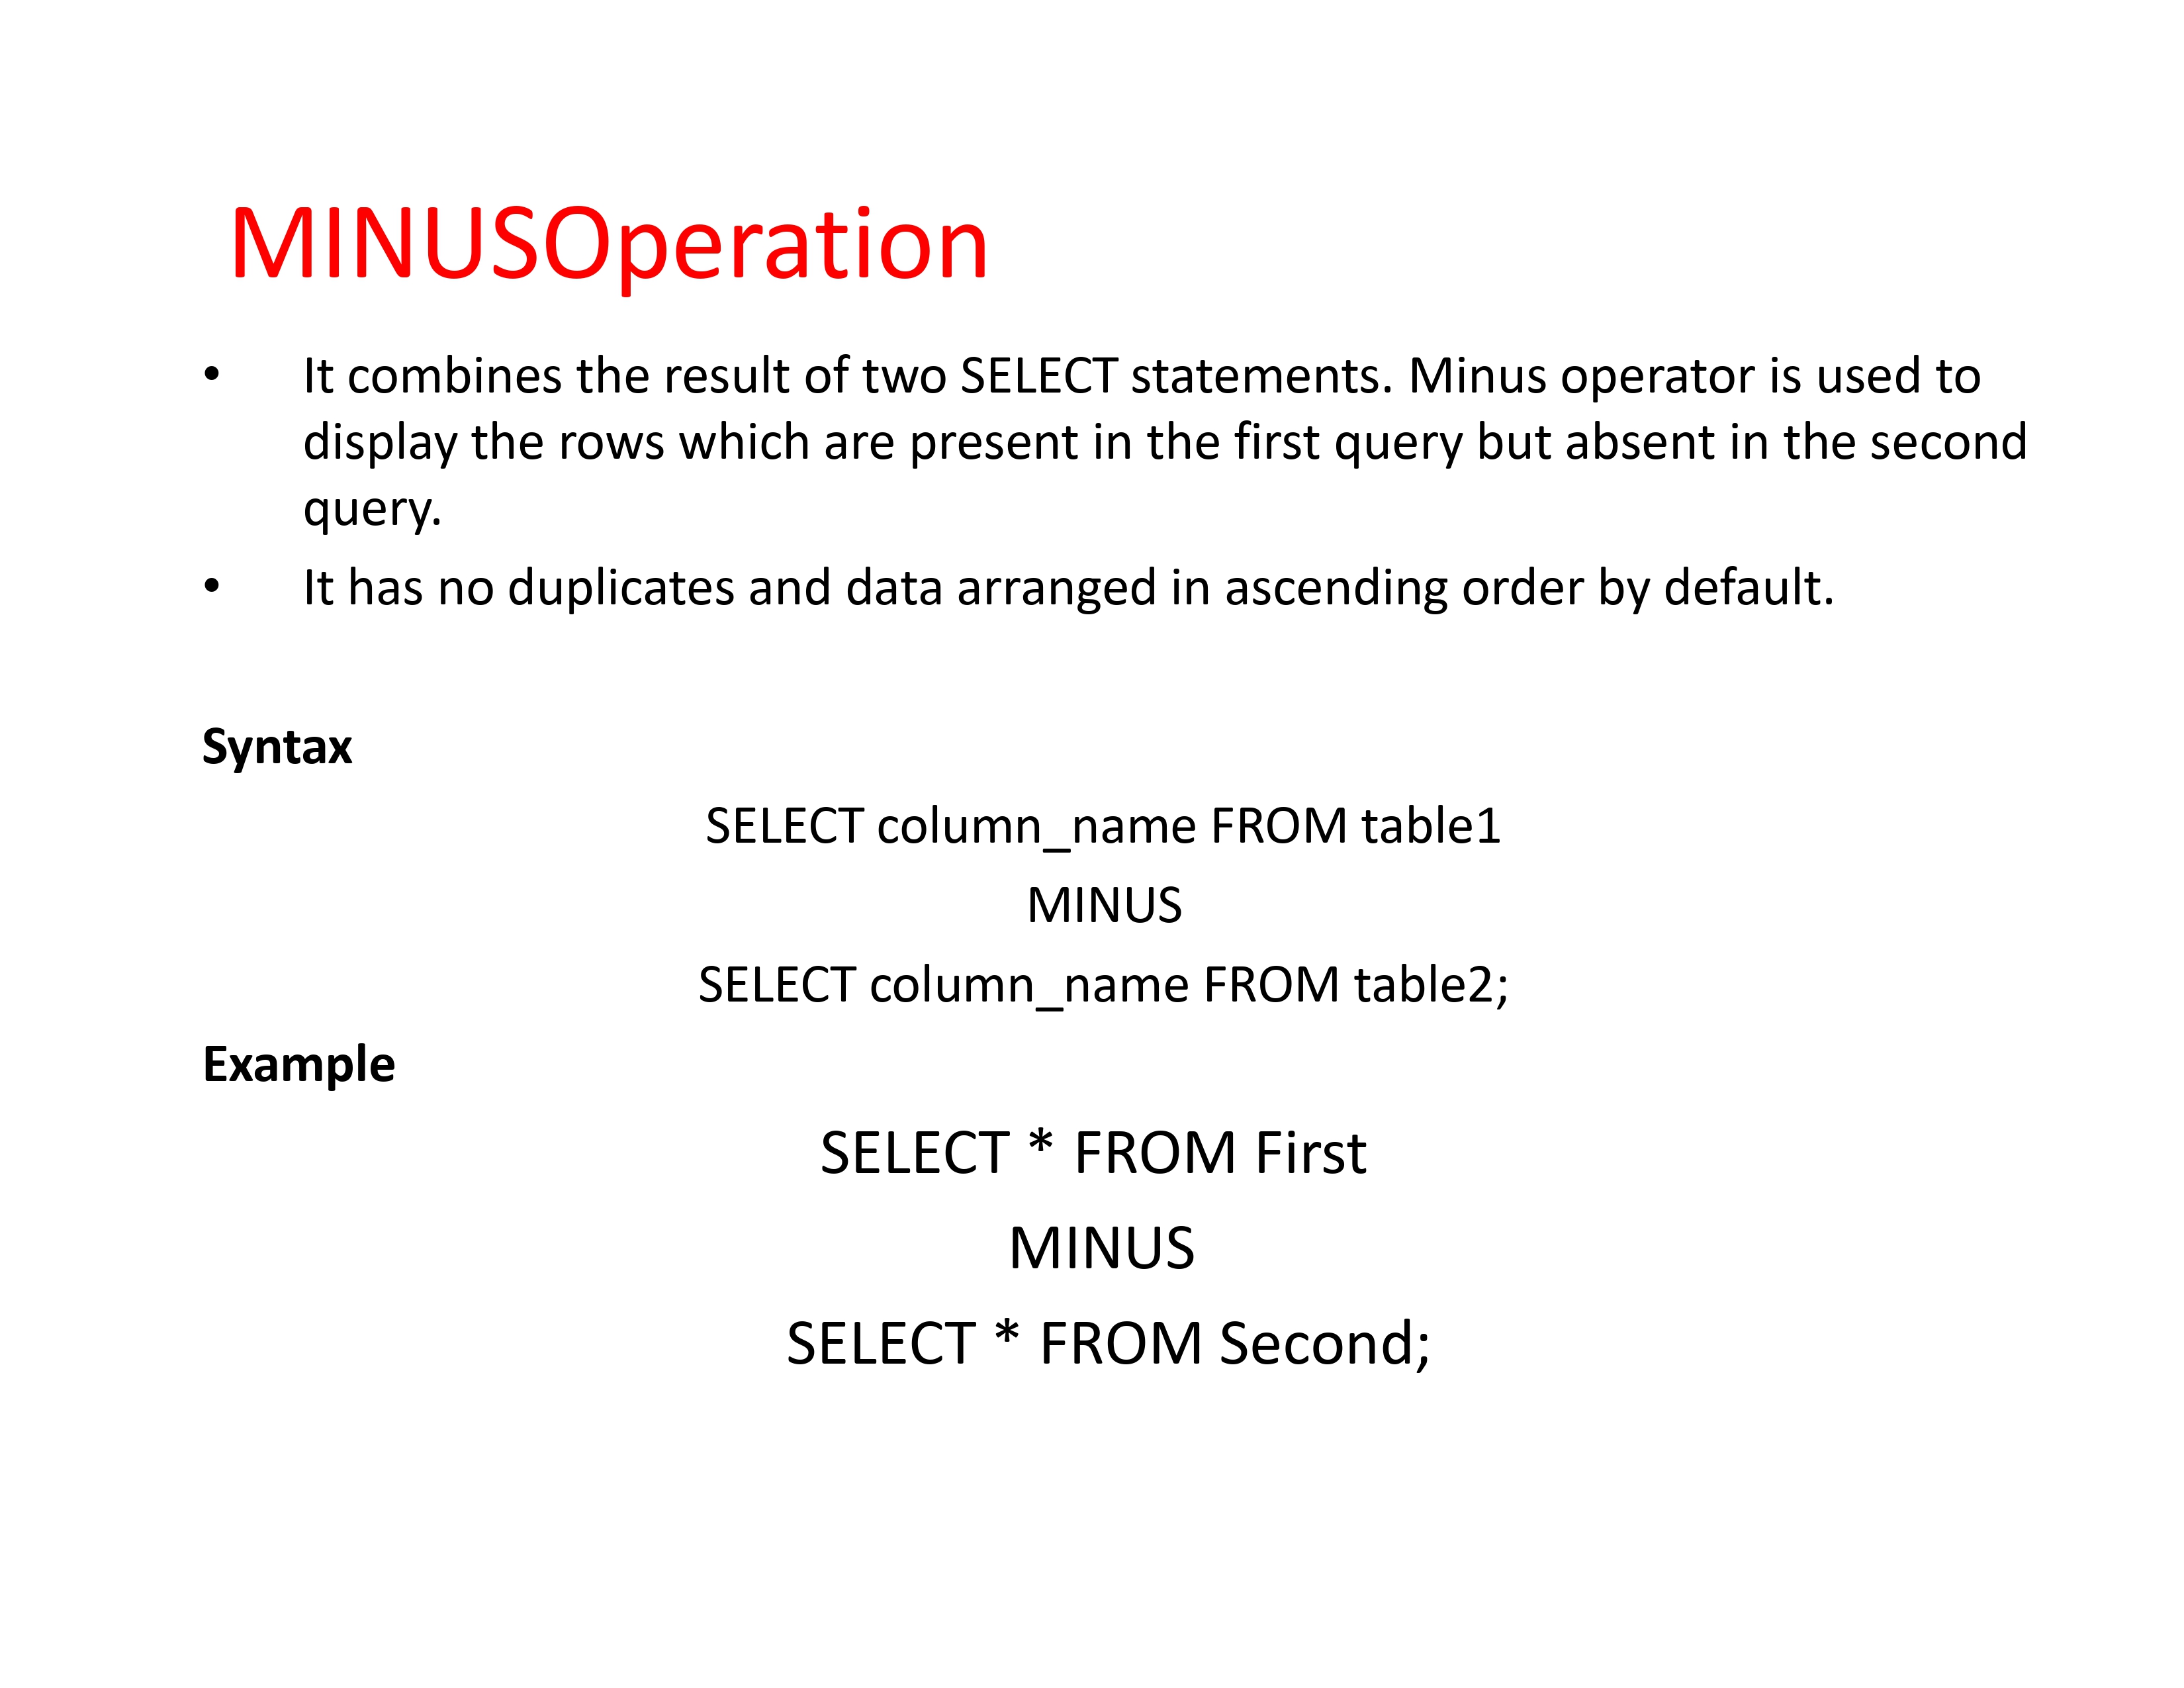 MINUSOperation
• It combines the result of two SELECT statements. Minus operator is used to
display the rows which are present in the first query but absent in the second
query.
• It has no duplicates and data arranged in ascending order by default.
Syntax
SELECT column_name FROM table1
MINUS
SELECT column_name FROM table2;
Example
SELECT * FROM First
MINUS
SELECT * FROM Second;